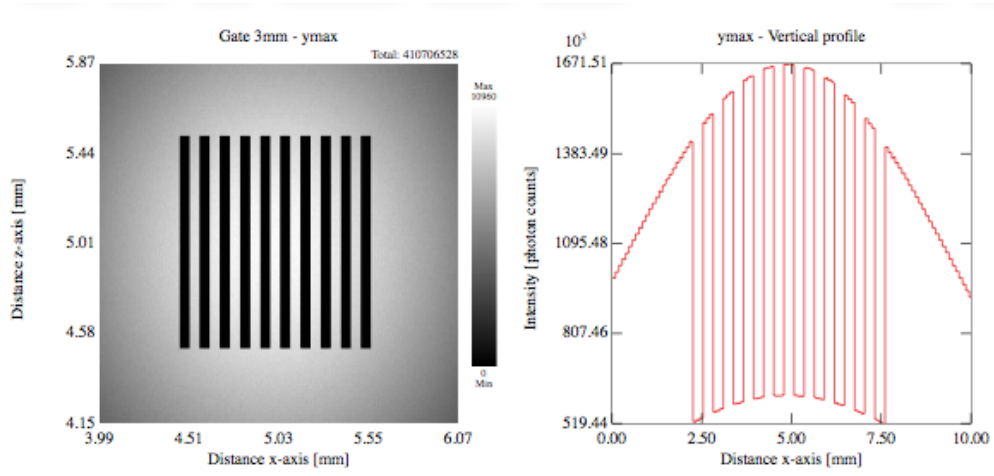 Gate 3mm - ymax
Total: 410706528
5.87
5.44
5.01
4.58
4.15
Distance z-axis [mm]
3.99 4.51 5.03 5.55 6.07
Distance x-axis [mm]
Max
10960
0
Min
ymax - Vertical profile
10³
1671.51
1383.49
1095.48
807.46
519.44
Intensity [photon counts]
0.00 2.50 5.00 7.50 10.00
Distance x-axis [mm]